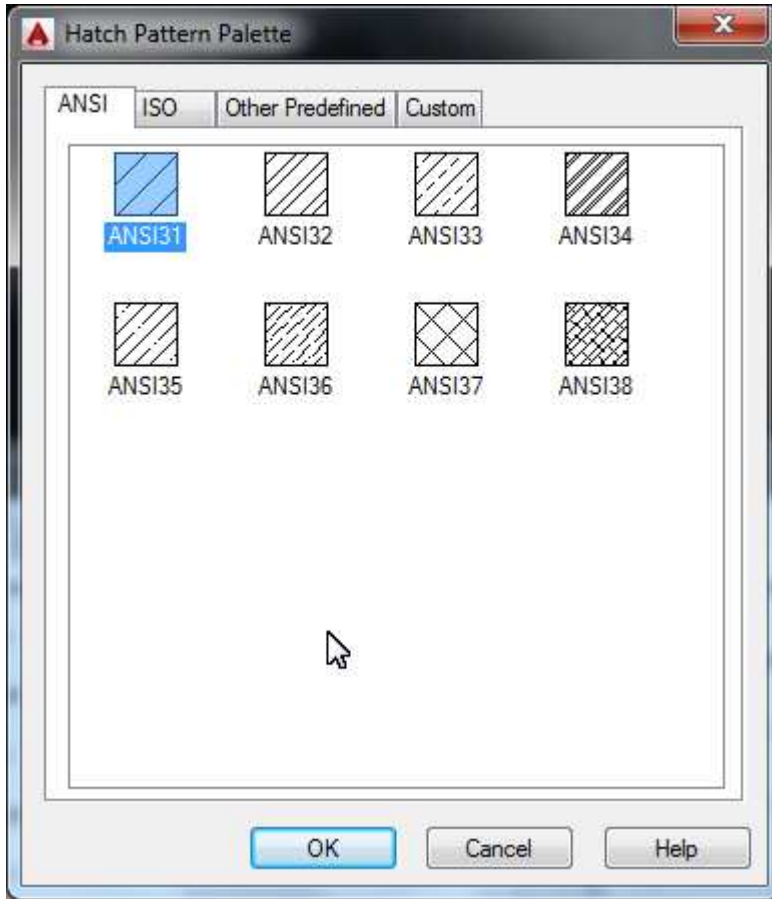 Hatch Pattern Palette
ANSI ISO Other Predefined Custom
ANSI31 ANSI32 ANSI33 ANSI34
ANSI35 ANSI36 ANSI37 ANSI38
OK Cancel Help